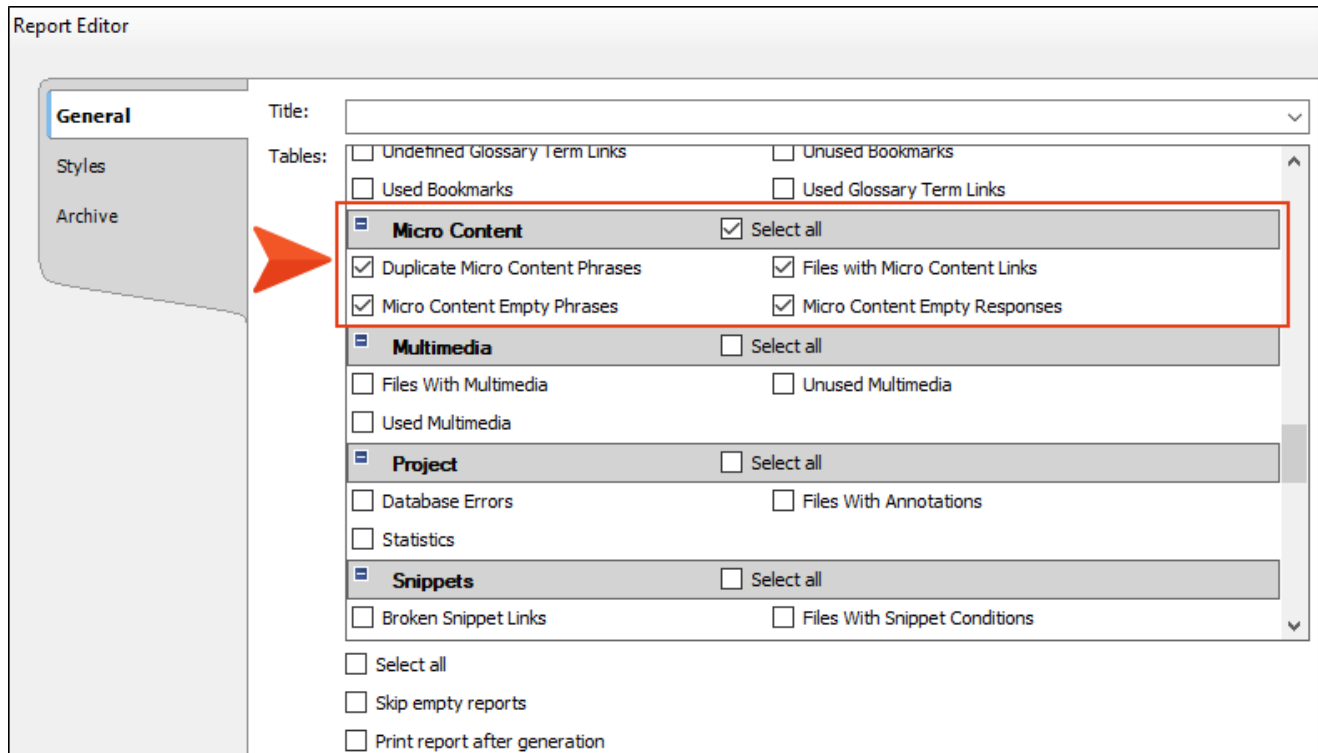 Report Editor
General
Styles
Archive
Title:
Tables:
Undefined Glossary Term Links Unused Bookmarks
Used Bookmarks Used Glossary Term Links
Micro Content Select all
Duplicate Micro Content Phrases Files with Micro Content Links
Micro Content Empty Phrases Micro Content Empty Responses
Multimedia Select all
Files With Multimedia Unused Multimedia
Used Multimedia
Project Select all
Database Errors Files With Annotations
Statistics
Snippets Select all
Broken Snippet Links Files With Snippet Conditions
Select all
Skip empty reports
Print report after generation